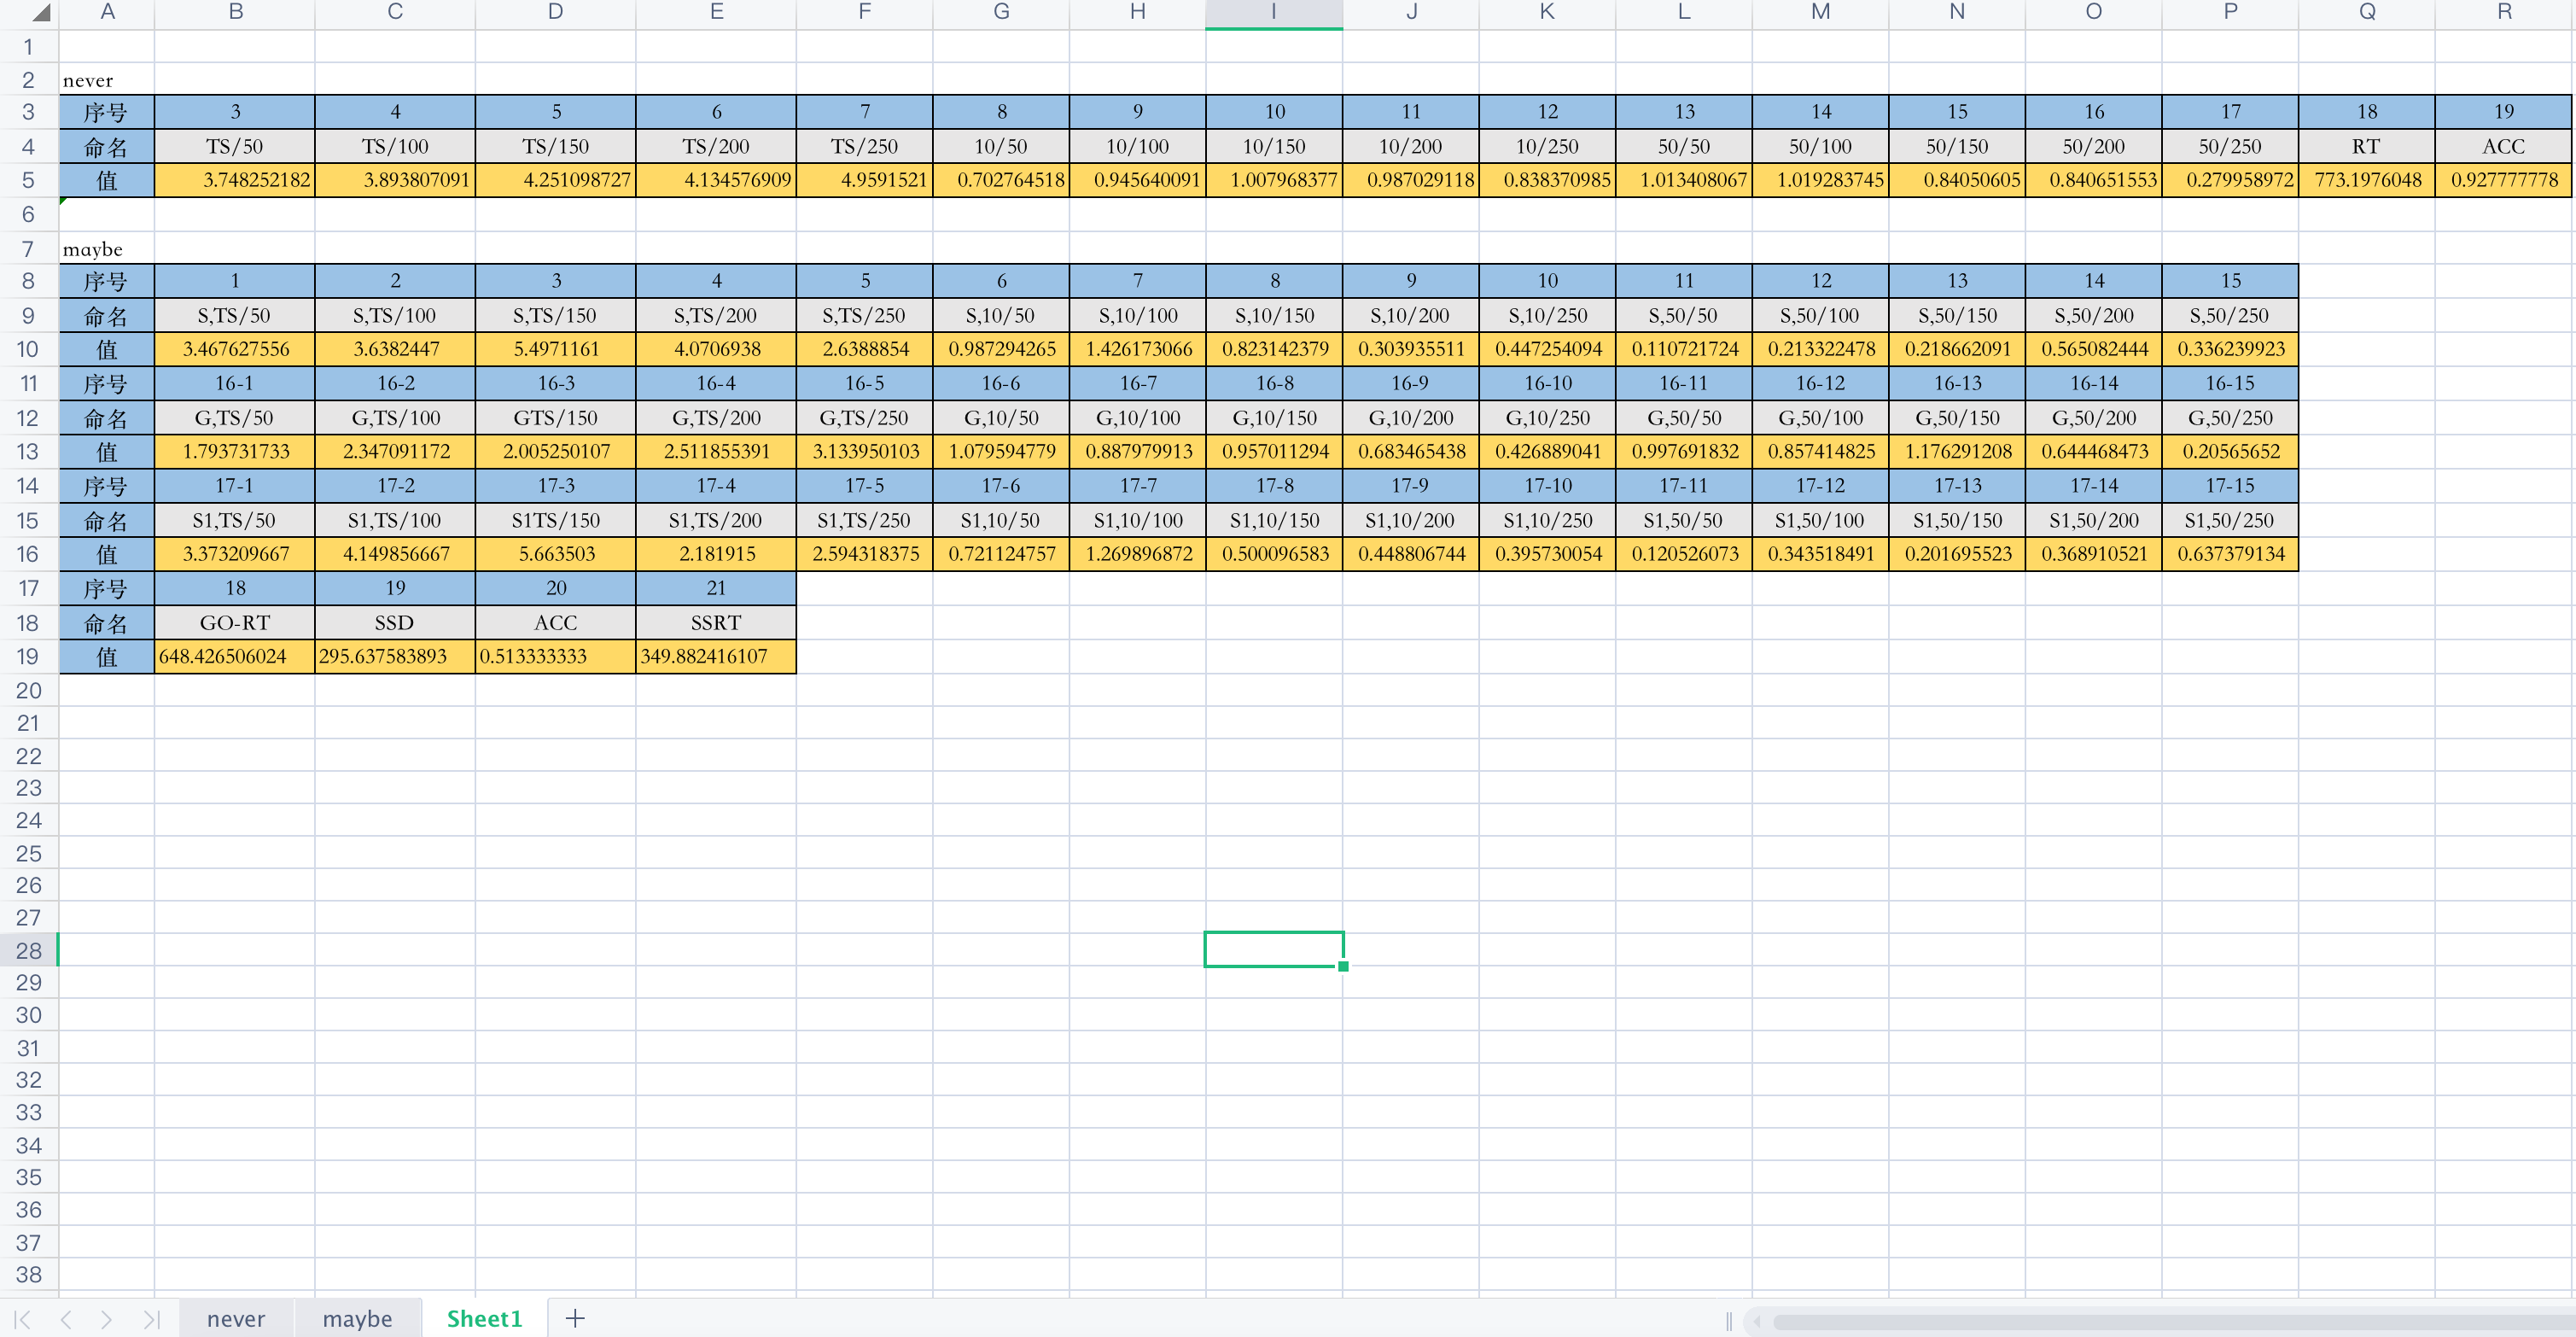 A B C D E F G H I J K L M N O P Q R
1
2 never
3 序号 3 4 5 6 7 8 9 10 11 12 13 14 15 16 17 18 19
4 命名 TS/50 TS/100 TS/150 TS/200 TS/250 10/50 10/100 10/150 10/200 10/250 50/50 50/100 50/150 50/200 50/250 RT ACC
5 值 3.748252182 3.893807091 4.251098727 4.134576909 4.9591521 0.702764518 0.945640091 1.007968377 0.987029118 0.838370985 1.013408067 1.019283745 0.84050605 0.840651553 0.279958972 773.1976048 0.927777778
6
7 maybe
8 序号 1 2 3 4 5 6 7 8 9 10 11 12 13 14 15
9 命名 S,TS/50 S,TS/100 S,TS/150 S,TS/200 S,TS/250 S,10/50 S,10/100 S,10/150 S,10/200 S,10/250 S,50/50 S,50/100 S,50/150 S,50/200 S,50/250
10 值 3.467627556 3.6382447 5.4971161 4.0706938 2.6388854 0.987294265 1.426173066 0.823142379 0.303935511 0.447254094 0.110721724 0.213322478 0.218662091 0.565082444 0.336239923
11 序号 16-1 16-2 16-3 16-4 16-5 16-6 16-7 16-8 16-9 16-10 16-11 16-12 16-13 16-14 16-15
12 命名 G,TS/50 G,TS/100 GTS/150 G,TS/200 G,TS/250 G,10/50 G,10/100 G,10/150 G,10/200 G,10/250 G,50/50 G,50/100 G,50/150 G,50/200 G,50/250
13 值 1.793731733 2.347091172 2.005250107 2.511855391 3.133950103 1.079594779 0.887979913 0.957011294 0.683465438 0.426889041 0.997691832 0.857414825 1.176291208 0.644468473 0.20565652
14 序号 17-1 17-2 17-3 17-4 17-5 17-6 17-7 17-8 17-9 17-10 17-11 17-12 17-13 17-14 17-15
15 命名 S1,TS/50 S1,TS/100 S1TS/150 S1,TS/200 S1,TS/250 S1,10/50 S1,10/100 S1,10/150 S1,10/200 S1,10/250 S1,50/50 S1,50/100 S1,50/150 S1,50/200 S1,50/250
16 值 3.373209667 4.149856667 5.663503 2.181915 2.594318375 0.721124757 1.269896872 0.500096583 0.448806744 0.395730054 0.120526073 0.343518491 0.201695523 0.368910521 0.637379134
17 序号 18 19 20 21
18 命名 GO-RT SSD ACC SSRT
19 值 648.426506024 295.637583893 0.513333333 349.882416107
20
21
22
23
24
25
26
27
28
29
30
31
32
33
34
35
36
37
38
never maybe Sheet1